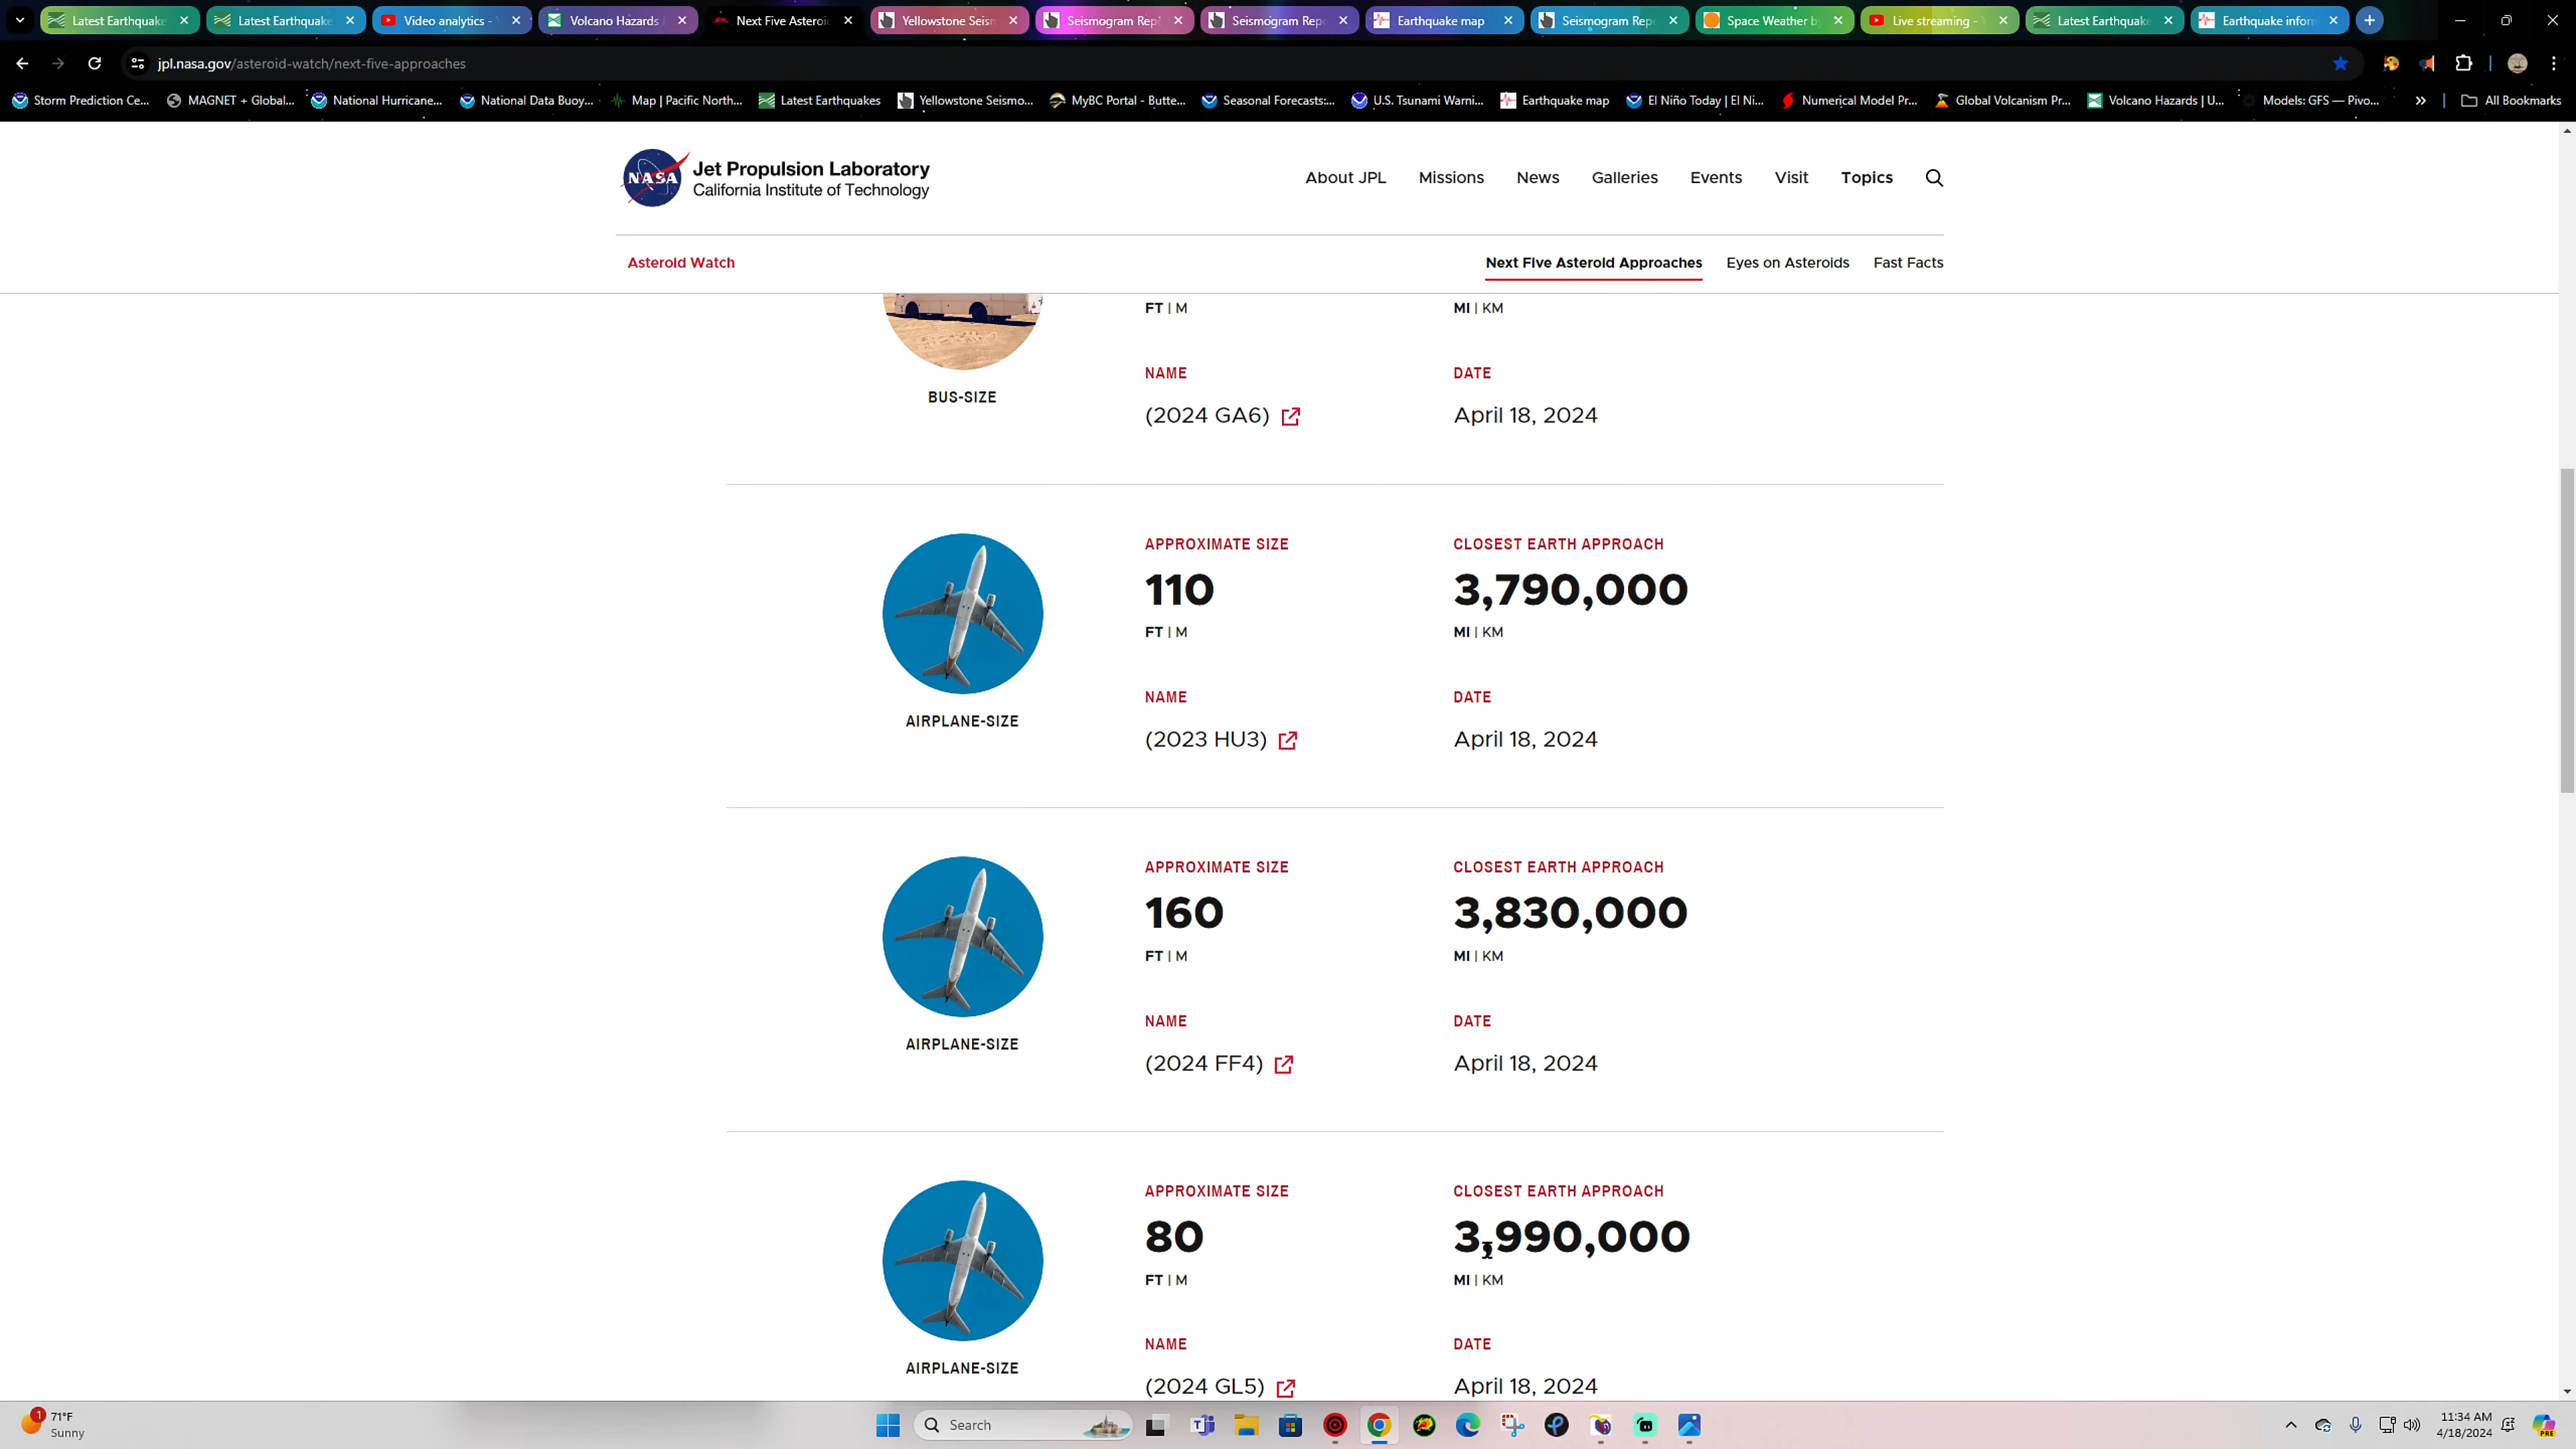 Latest Earthquake
Latest Earthquake
Video analytics -
Volcano Hazards
Next Five Asteroi
Yellowstone Seism
Seismogram Rep
Seismogram Rep
Earthquake map
Seismogram Repo
Space Weather by
Live streaming -
Latest Earthquake
Earthquake infor
jpl.nasa.gov/asteroid-watch/next-five-approaches
Storm Prediction Ce...
MAGNET + Global...
National Hurricane...
National Data Buoy...
Map | Pacific North...
Latest Earthquakes
Yellowstone Seismo...
MyBC Portal - Butte...
Seasonal Forecasts:...
U.S. Tsunami Warni...
Earthquake map
El Niño Today | El Ni...
Numerical Model Pr...
Global Volcanism Pr...
Volcano Hazards | U...
Models: GFS — Pivo...
»
All Bookmarks
NASA
Jet Propulsion Laboratory
California Institute of Technology
About JPL
Missions
News
Galleries
Events
Visit
Topics
Asteroid Watch
Next Five Asteroid Approaches
Eyes on Asteroids
Fast Facts
FT | M
MI | KM
NAME
DATE
BUS-SIZE
(2024 GA6)
April 18, 2024
APPROXIMATE SIZE
CLOSEST EARTH APPROACH
110
3,790,000
FT | M
MI | KM
NAME
DATE
AIRPLANE-SIZE
(2023 HU3)
April 18, 2024
APPROXIMATE SIZE
CLOSEST EARTH APPROACH
160
3,830,000
FT | M
MI | KM
NAME
DATE
AIRPLANE-SIZE
(2024 FF4)
April 18, 2024
APPROXIMATE SIZE
CLOSEST EARTH APPROACH
80
3,990,000
FT | M
MI | KM
NAME
DATE
AIRPLANE-SIZE
(2024 GL5)
April 18, 2024
1
71°F
Sunny
Search
11:34 AM
4/18/2024
PRE